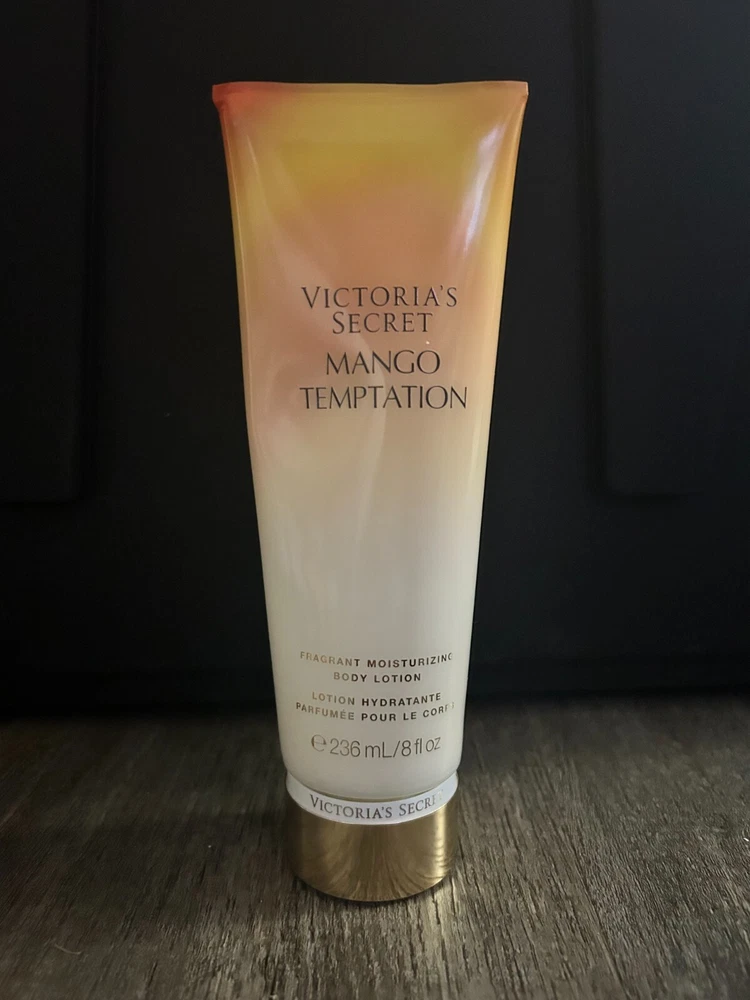 VICTORIA'S
SECRET
MANGO
TEMPTATION
FRAGRANT MOISTURIZING
BODY LOTION
LOTION HYDRATANTE
PARFUMÉE POUR LE CORPS
℮ 236 mL/8 fl oz
VICTORIA'S SECRET